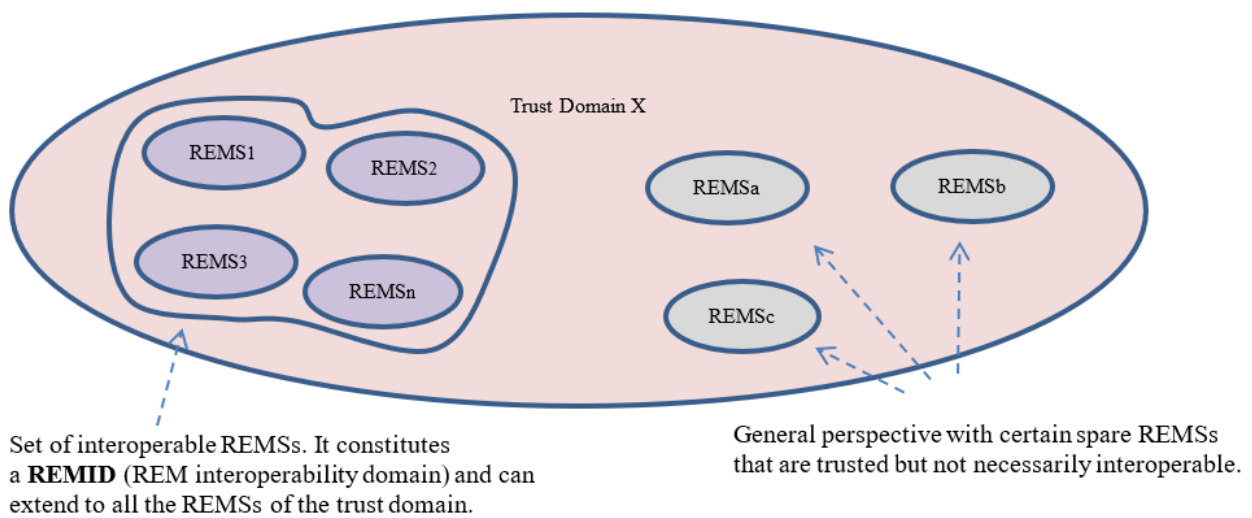 Trust Domain X
REMS1
REMS2
REMSa
REMSb
REMS3
REMSn
REMSc
Set of interoperable REMSs. It constitutes
a REMID (REM interoperability domain) and can
extend to all the REMSs of the trust domain.
General perspective with certain spare REMSs
that are trusted but not necessarily interoperable.